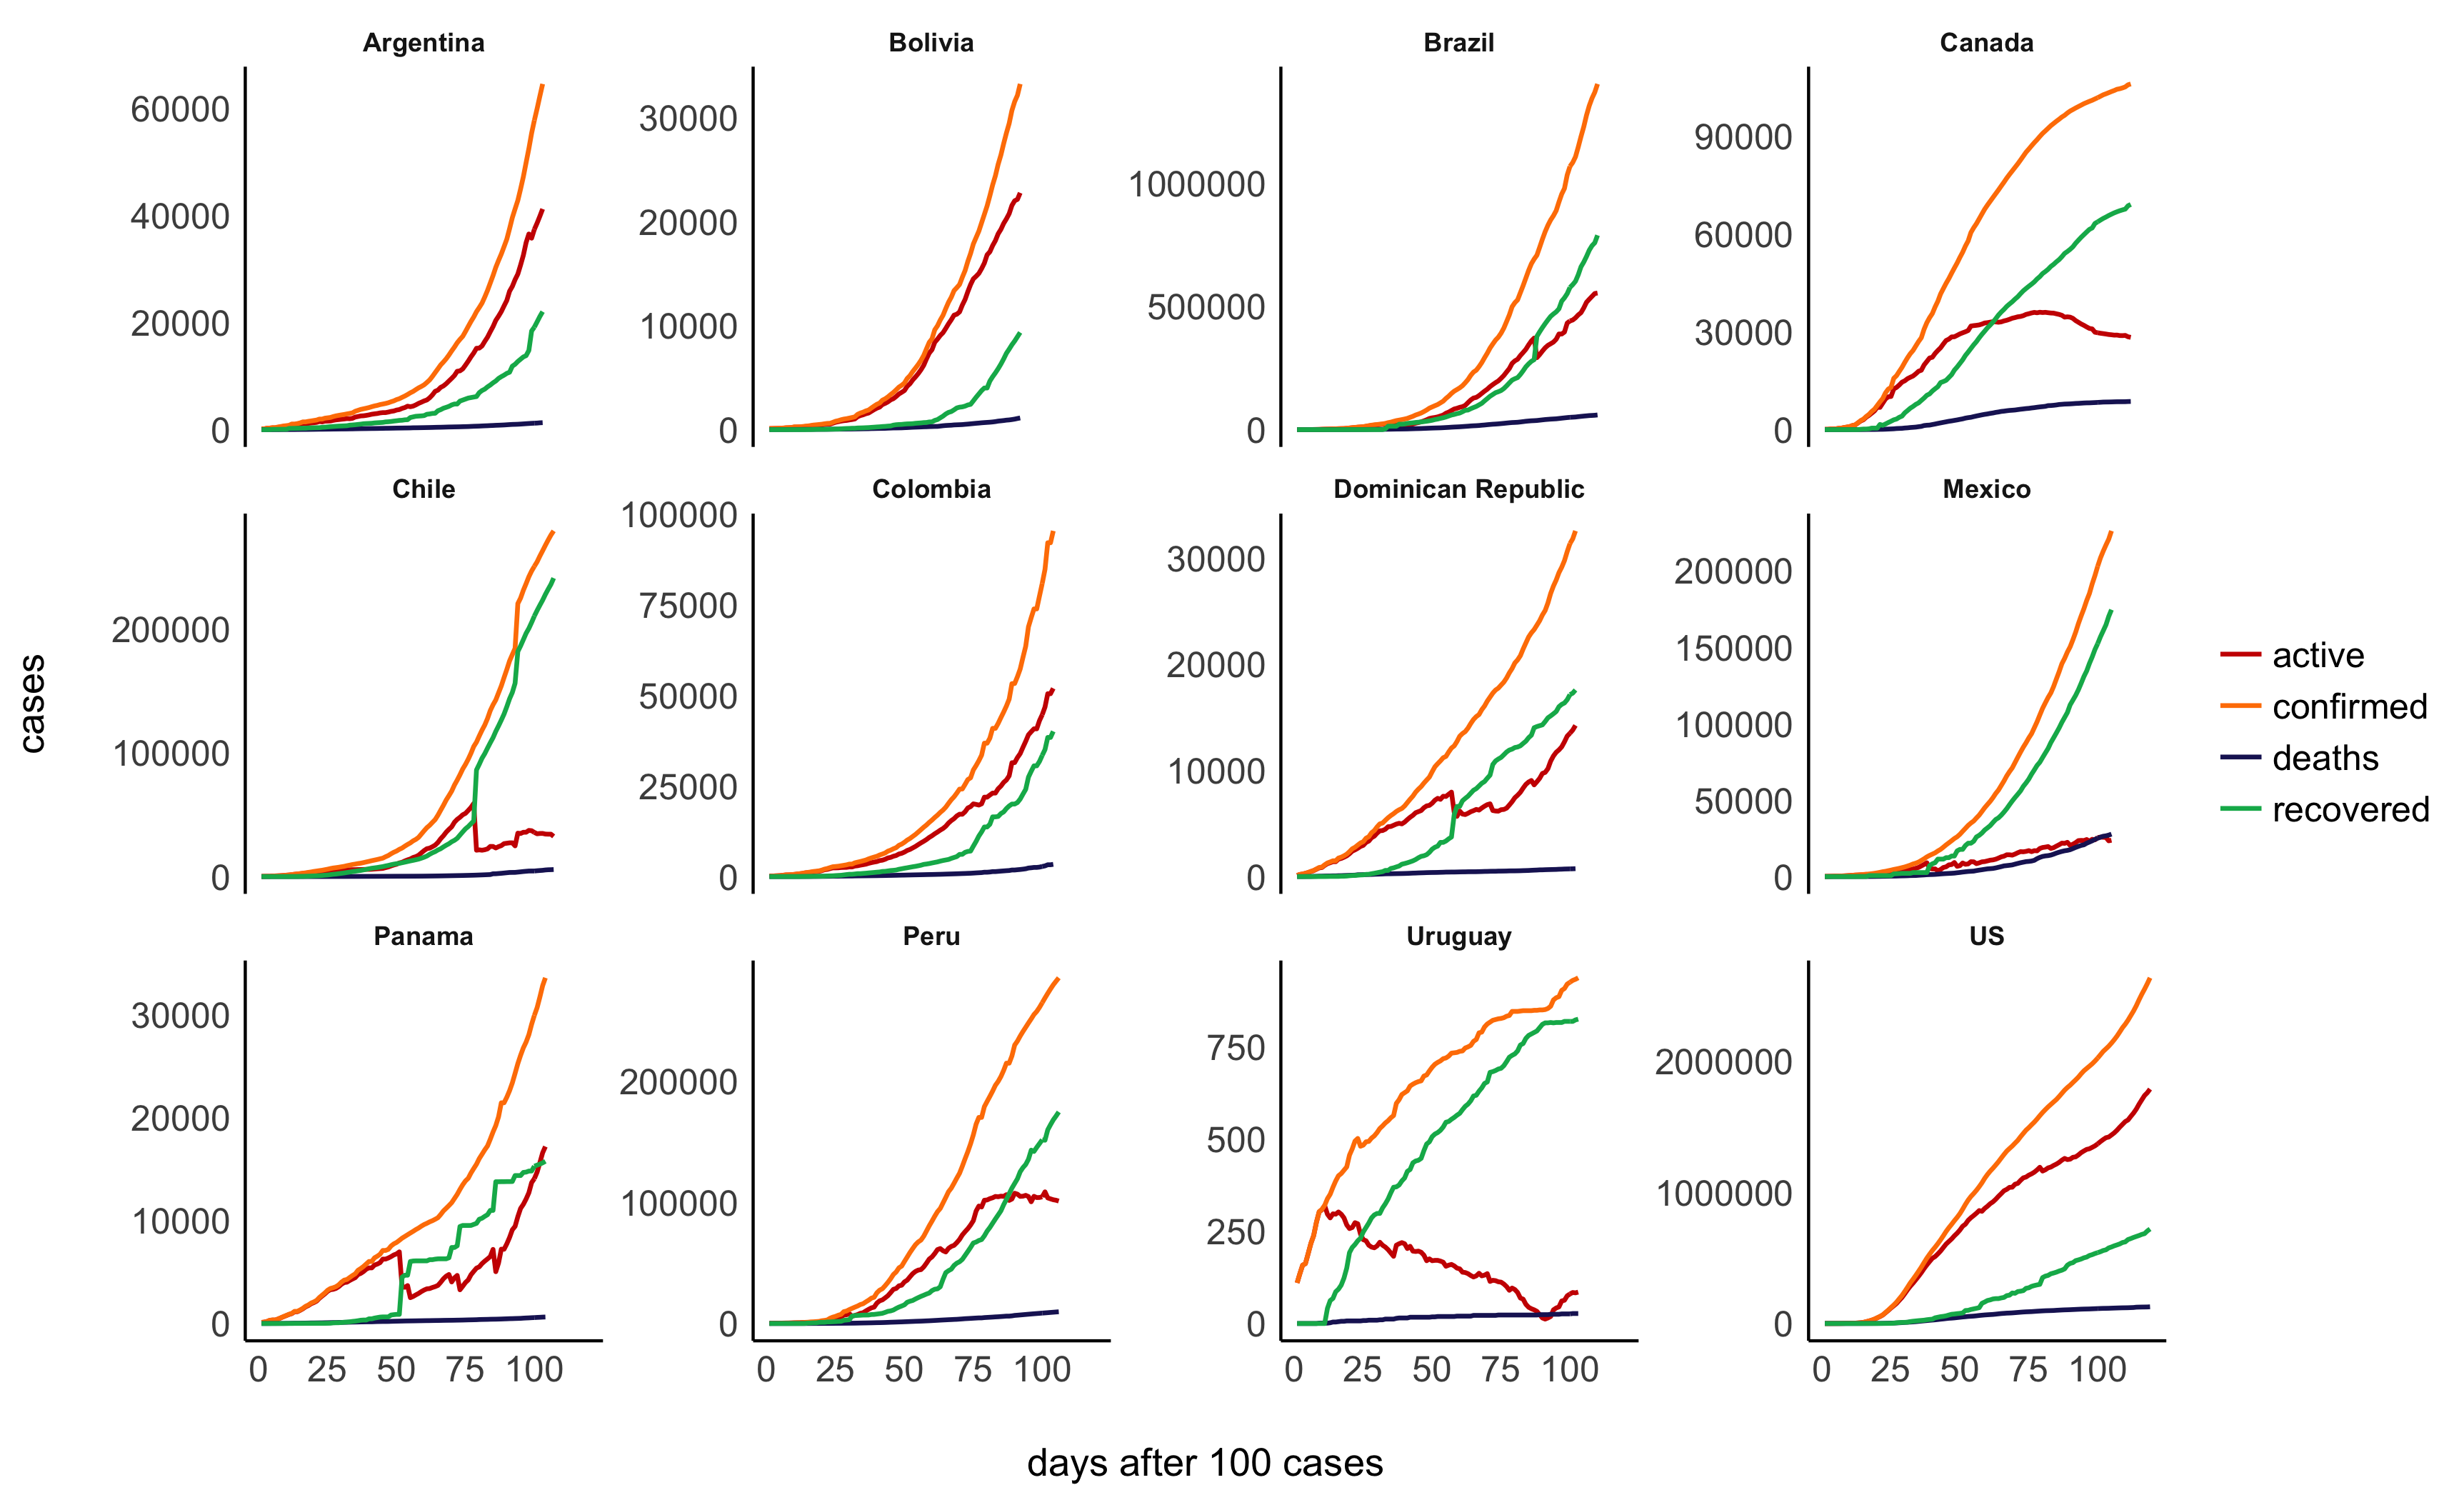 Argentina
Bolivia
Brazil
Canada
60000
40000
20000
0
30000
20000
10000
0
1000000
500000
0
90000
60000
30000
0
Chile
Colombia
Dominican Republic
Mexico
200000
100000
0
100000
75000
50000
25000
0
30000
20000
10000
0
200000
150000
100000
50000
0
cases
active
confirmed
deaths
recovered
Panama
Peru
Uruguay
US
30000
20000
10000
0
200000
100000
0
750
500
250
0
2000000
1000000
0
0 25 50 75 100
0 25 50 75 100
0 25 50 75 100
0 25 50 75 100
days after 100 cases